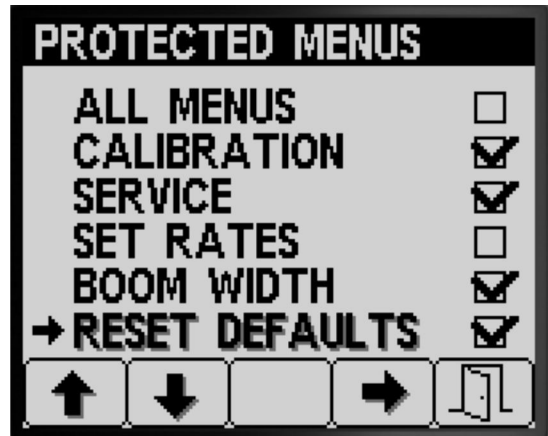 PROTECTED MENUS
ALL MENUS
CALIBRATION
SERVICE
SET RATES
BOOM WIDTH
RESET DEFAULTS